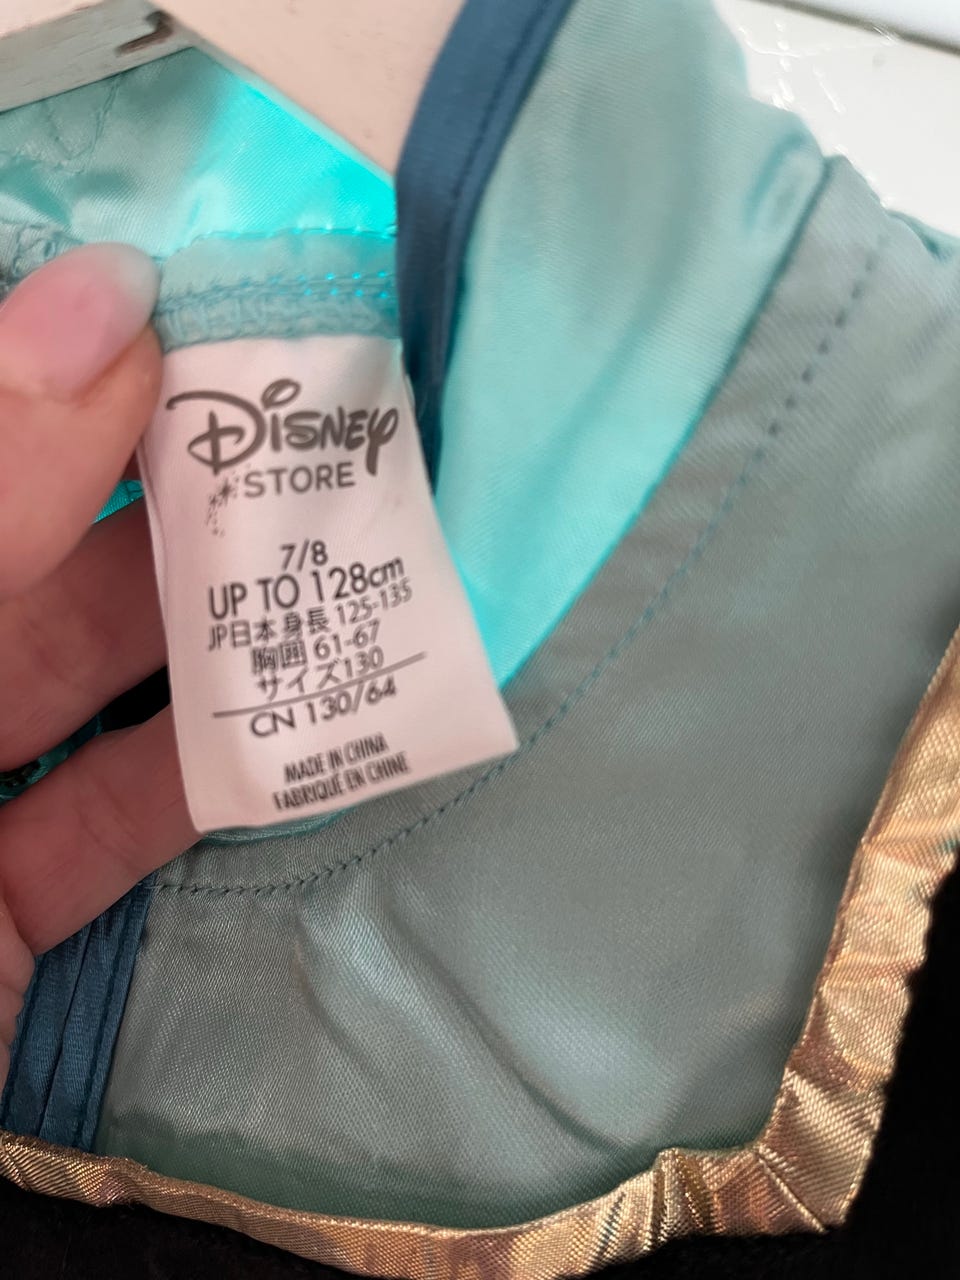 Disney
STORE
7/8
UP TO 128cm
JP日本 身長 125-135
胸囲 61-67
サイズ130
CN 130/64
MADE IN CHINA
FABRIQUÉ EN CHINE